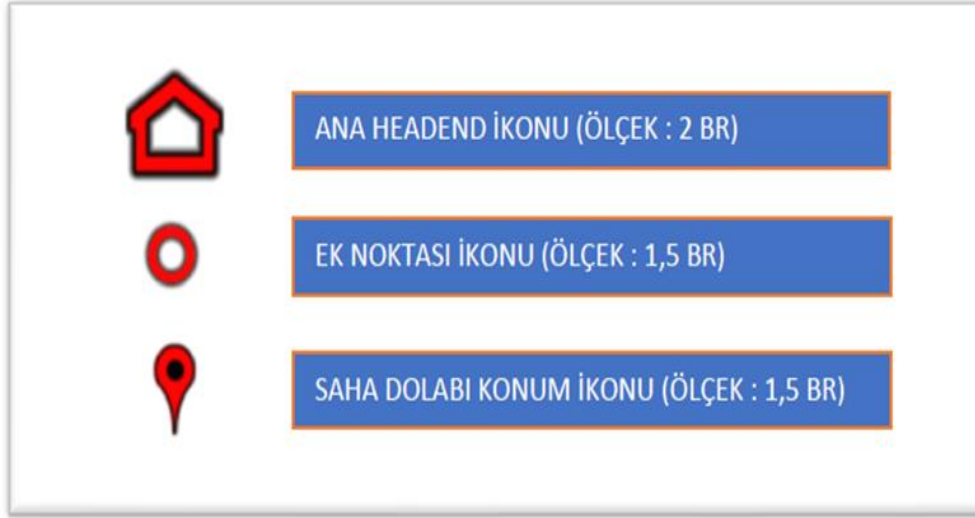 ANA HEADEND İKONU (ÖLÇEK : 2 BR)
EK NOKTASI İKONU (ÖLÇEK : 1,5 BR)
SAHA DOLABI KONUM İKONU (ÖLÇEK : 1,5 BR)